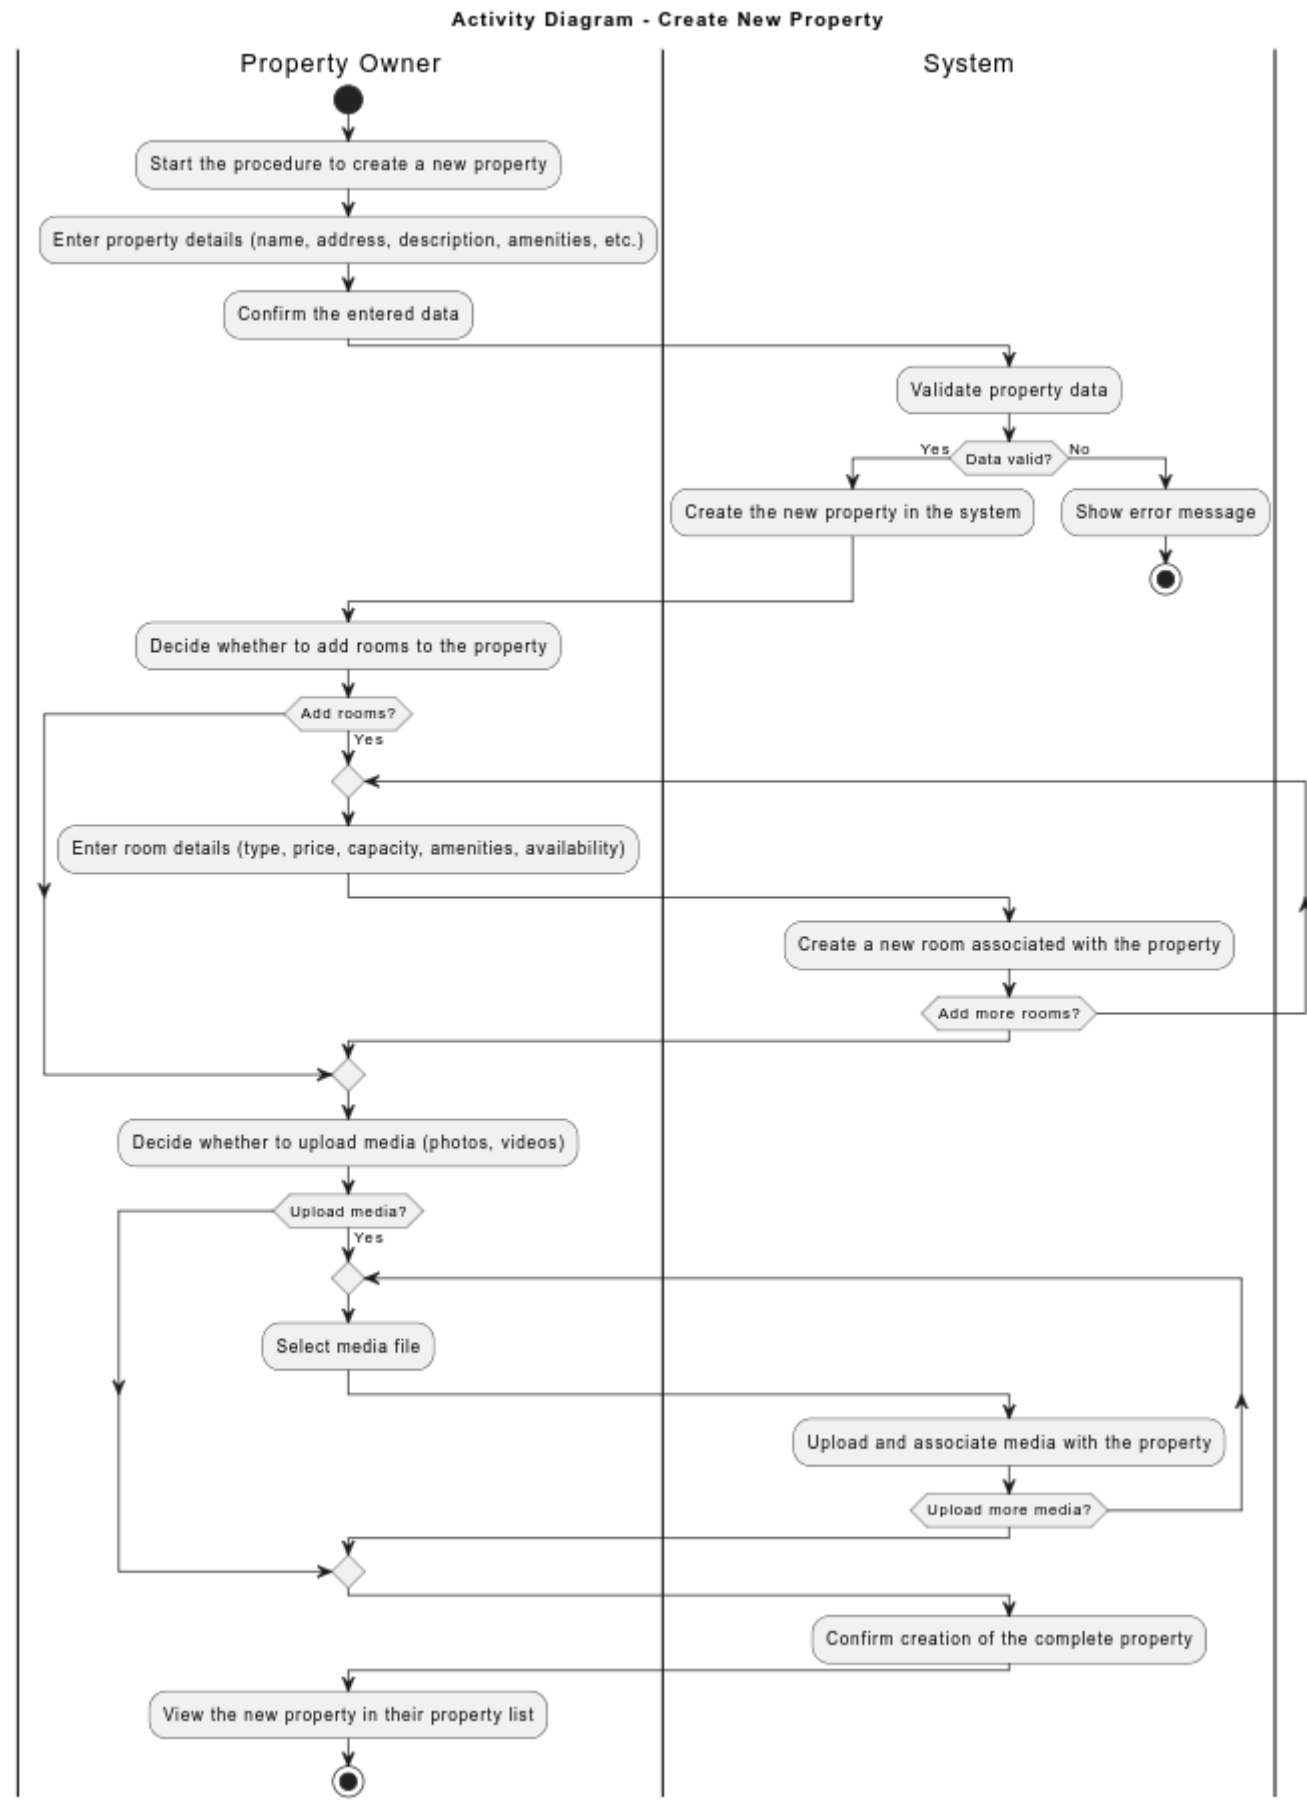 Activity Diagram - Create New Property
Property Owner
System
Start the procedure to create a new property
Enter property details (name, address, description, amenities, etc.)
Confirm the entered data
Validate property data
Yes
Data valid?
No
Create the new property in the system
Show error message
Decide whether to add rooms to the property
Add rooms?
Yes
Enter room details (type, price, capacity, amenities, availability)
Create a new room associated with the property
Add more rooms?
Decide whether to upload media (photos, videos)
Upload media?
Yes
Select media file
Upload and associate media with the property
Upload more media?
Confirm creation of the complete property
View the new property in their property list